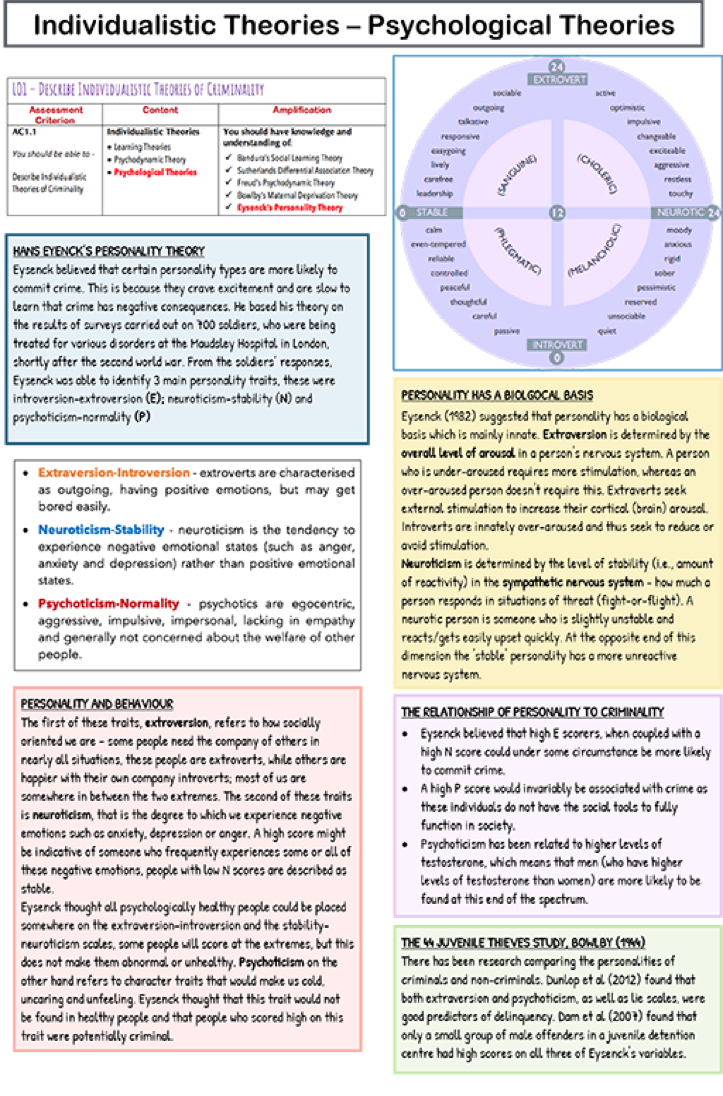 Individualistic Theories – Psychological Theories
LO1 – Describe Individualistic Theories of Criminality
Assessment
Criterion
Content
Amplification
AC1.1
You should be able to -
Describe Individualistic
Theories of Criminality
Individualistic Theories
• Learning Theories
• Psychodynamic Theory
• Psychological Theories
You should have knowledge and
understanding of:
✓ Bandura's Social Learning Theory
✓ Sutherlands Differential Association Theory
✓ Freud's Psychodynamic Theory
✓ Bowlby's Maternal Deprivation Theory
✓ Eysenck's Personality Theory
24
EXTROVERT
sociable
outgoing
talkative
responsive
easygoing
lively
carefree
leadership
active
optimistic
impulsive
changeable
exciteable
aggressive
restless
touchy
(SANGUINE)
(CHOLERIC)
0 STABLE
12
NEUROTIC 24
(PHLEGMATIC)
(MELANCHOLIC)
calm
even-tempered
reliable
controlled
peaceful
thoughtful
careful
passive
moody
anxious
rigid
sober
pessimistic
reserved
unsociable
quiet
INTROVERT
0
HANS EYENCK'S PERSONALITY THEORY
Eysenck believed that certain personality types are more likely to
commit crime. This is because they crave excitement and are slow to
learn that crime has negative consequences. He based his theory on
the results of surveys carried out on 700 soldiers, who were being
treated for various disorders at the Maudsley Hospital in London,
shortly after the second world war. From the soldiers' responses,
Eysenck was able to identify 3 main personality traits, these were
introversion-extroversion (E); neuroticism-stability (N) and
psychoticism-normality (P)
• Extraversion-Introversion - extroverts are characterised
as outgoing, having positive emotions, but may get
bored easily.
• Neuroticism-Stability - neuroticism is the tendency to
experience negative emotional states (such as anger,
anxiety and depression) rather than positive emotional
states.
• Psychoticism-Normality - psychotics are egocentric,
aggressive, impulsive, impersonal, lacking in empathy
and generally not concerned about the welfare of other
people.
PERSONALITY AND BEHAVIOUR
The first of these traits, extroversion, refers to how socially
oriented we are – some people need the company of others in
nearly all situations, these people are extroverts, while others are
happier with their own company introverts; most of us are
somewhere in between the two extremes. The second of these traits
is neuroticism, that is the degree to which we experience negative
emotions such as anxiety, depression or anger. A high score might
be indicative of someone who frequently experiences some or all of
these negative emotions, people with low N scores are described as
stable.
Eysenck thought all psychologically healthy people could be placed
somewhere on the extraversion-introversion and the stability-
neuroticism scales, some people will score at the extremes, but this
does not make them abnormal or unhealthy. Psychoticism on the
other hand refers to character traits that would make us cold,
uncaring and unfeeling. Eysenck thought that this trait would not
be found in healthy people and that people who scored high on this
trait were potentially criminal.
PERSONALITY HAS A BIOLGOCAL BASIS
Eysenck (1982) suggested that personality has a biological
basis which is mainly innate. Extraversion is determined by the
overall level of arousal in a person's nervous system. A person
who is under-aroused requires more stimulation, whereas an
over-aroused person doesn't require this. Extraverts seek
external stimulation to increase their cortical (brain) arousal.
Introverts are innately over-aroused and thus seek to reduce or
avoid stimulation.
Neuroticism is determined by the level of stability (i.e., amount
of reactivity) in the sympathetic nervous system – how much a
person responds in situations of threat (fight-or-flight). A
neurotic person is someone who is slightly unstable and
reacts/gets easily upset quickly. At the opposite end of this
dimension the 'stable' personality has a more unreactive
nervous system.
THE RELATIONSHIP OF PERSONALITY TO CRIMINALITY
• Eysenck believed that high E scorers, when coupled with a
high N score could under some circumstance be more likely
to commit crime.
• A high P score would invariably be associated with crime as
these individuals do not have the social tools to fully
function in society.
• Psychoticism has been related to higher levels of
testosterone, which means that men (who have higher
levels of testosterone than women) are more likely to be
found at this end of the spectrum.
THE 44 JUVENILE THIEVES STUDY, BOWLBY (1944)
There has been research comparing the personalities of
criminals and non-criminals. Dunlop et al (2012) found that
both extraversion and psychoticism, as well as lie scales, were
good predictors of delinquency. Dam et al (2007) found that
only a small group of male offenders in a juvenile detention
centre had high scores on all three of Eysenck's variables.